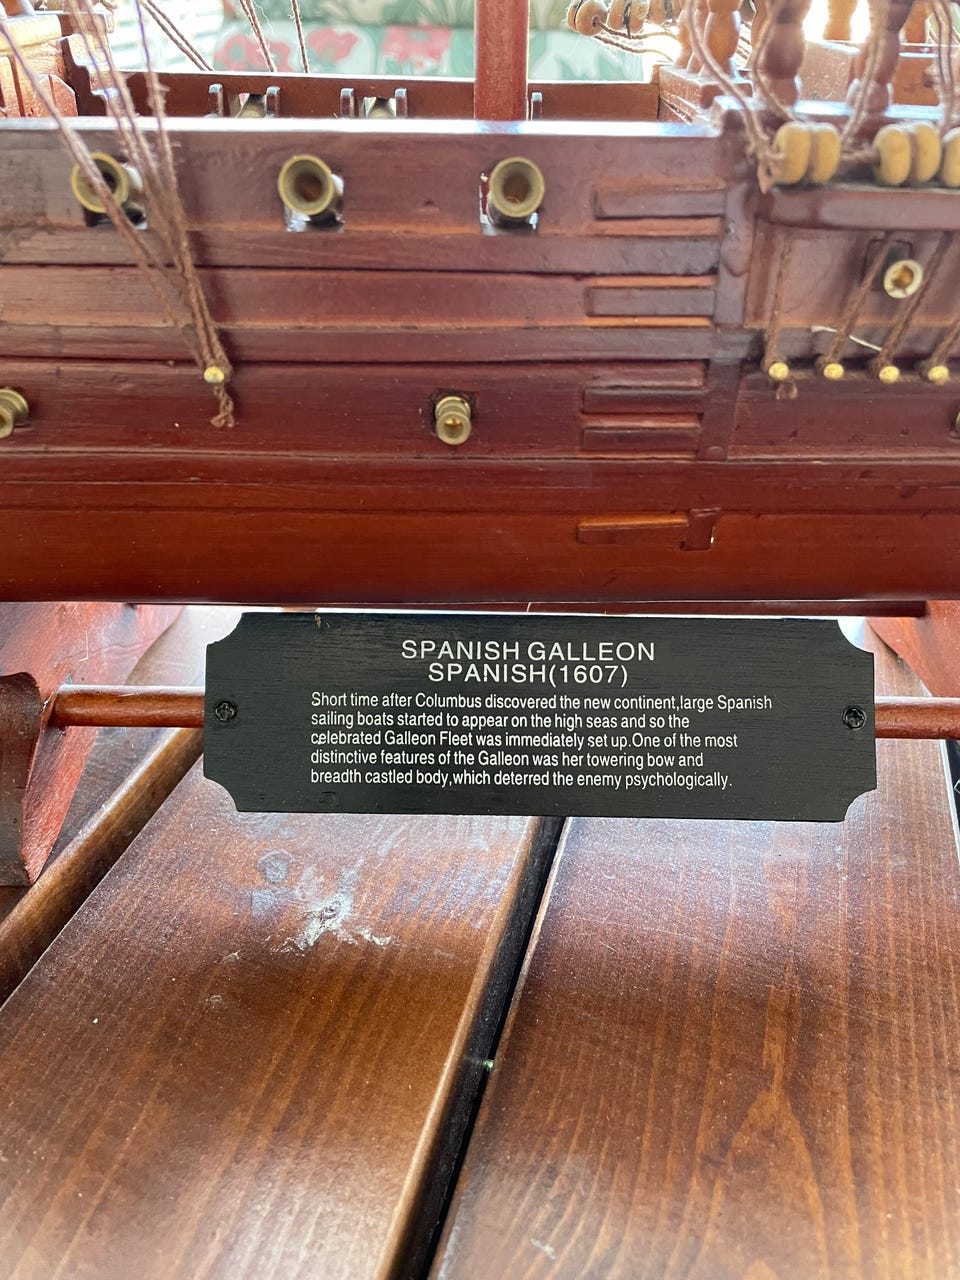 SPANISH GALLEON
SPANISH(1607)
Short time after Columbus discovered the new continent,large Spanish
sailing boats started to appear on the high seas and so the
celebrated Galleon Fleet was immediately set up.One of the most
distinctive features of the Galleon was her towering bow and
breadth castled body,which deterred the enemy psychologically.